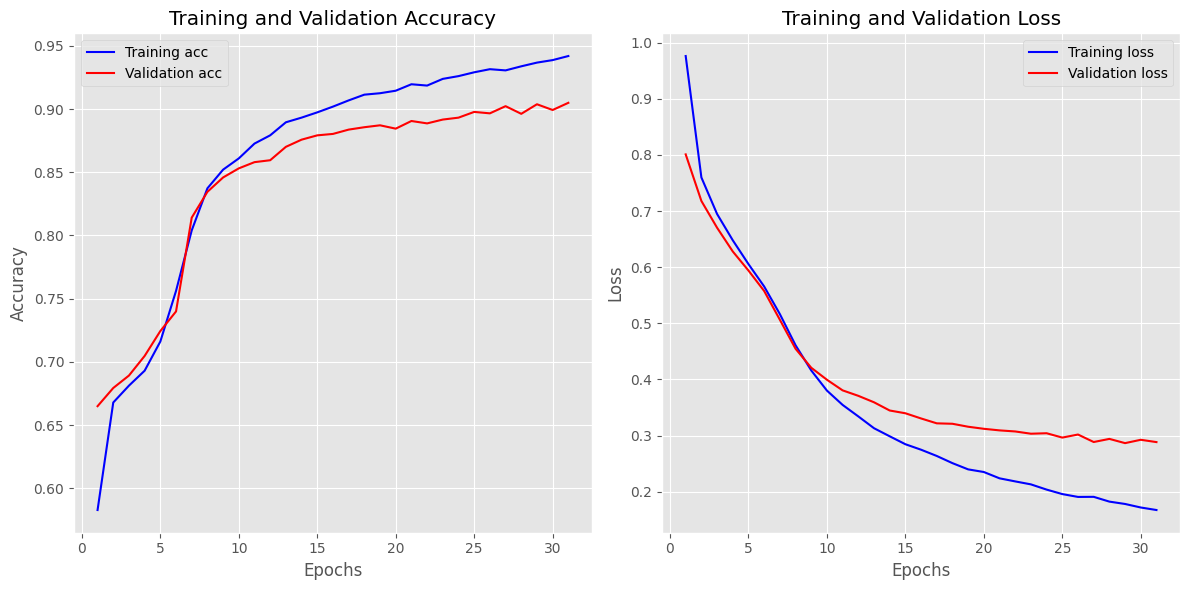 Training and Validation Accuracy
Training acc
Validation acc
0.95
0.90
0.85
0.80
0.75
0.70
0.65
0.60
Accuracy
0 5 10 15 20 25 30
Epochs
Training and Validation Loss
Training loss
Validation loss
1.0
0.9
0.8
0.7
0.6
0.5
0.4
0.3
0.2
Loss
0 5 10 15 20 25 30
Epochs